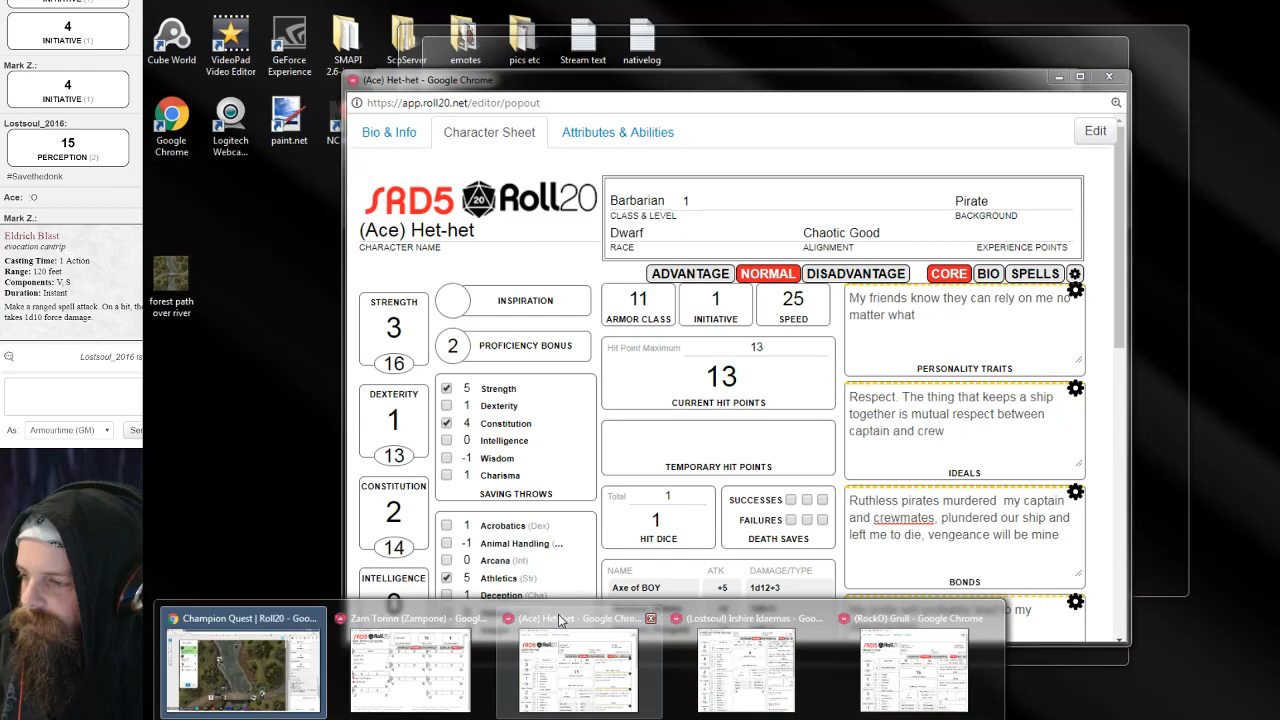 4
INITIATIVE (1)
Mark Z.:
4
INITIATIVE (1)
Lostsoul_2016:
15
PERCEPTION (2)
#Savethedonk
Ace: :O
Mark Z.:
Eldrich Blast
evocation cantrip
Casting Time: 1 Action
Range: 120 feet
Components: V, S
Duration: Instant
Make a ranged spell attack. On a hit, the
takes 1d10 force damage.
Lostsoul_2016 is
As: Armourtime (GM)
Cube World
VideoPad
Video Editor
GeForce
Experience
SMAPI
2.6-
ScpServer
emotes
pics etc
Stream text
nativelog
Google
Chrome
Logitech
Webca...
paint.net
NC
forest path
over river
(Ace) Het-het - Google Chrome
https://app.roll20.net/editor/popout
Bio & Info
Character Sheet
Attributes & Abilities
Edit
SRD5 20 Roll20
(Ace) Het-het
CHARACTER NAME
Barbarian 1
CLASS & LEVEL
Pirate
BACKGROUND
Dwarf
RACE
Chaotic Good
ALIGNMENT
EXPERIENCE POINTS
ADVANTAGE NORMAL DISADVANTAGE
CORE BIO SPELLS
STRENGTH
3
16
DEXTERITY
1
13
CONSTITUTION
2
14
INTELLIGENCE
INSPIRATION
2 PROFICIENCY BONUS
5 Strength
1 Dexterity
4 Constitution
0 Intelligence
-1 Wisdom
1 Charisma
SAVING THROWS
1 Acrobatics (Dex)
-1 Animal Handling (...
0 Arcana (Int)
5 Athletics (Str)
1 Deception (Cha)
11
ARMOR CLASS
1
INITIATIVE
25
SPEED
Hit Point Maximum 13
13
CURRENT HIT POINTS
TEMPORARY HIT POINTS
Total 1
1
HIT DICE
SUCCESSES
FAILURES
DEATH SAVES
NAME ATK DAMAGE/TYPE
Axe of BOY +5 1d12+3
My friends know they can rely on me no
matter what
PERSONALITY TRAITS
Respect. The thing that keeps a ship
together is mutual respect between
captain and crew
IDEALS
Ruthless pirates murdered my captain
and crewmates, plundered our ship and
left me to die, vengeance will be mine
BONDS
my
Champion Quest | Roll20 - Goo...
Zam Torinn (Zampone) - Googl...
(Ace) Het-het - Google Chro...
(Lostsoul) Irshire Idaemas - Goo...
(RockO) Grull - Google Chrome